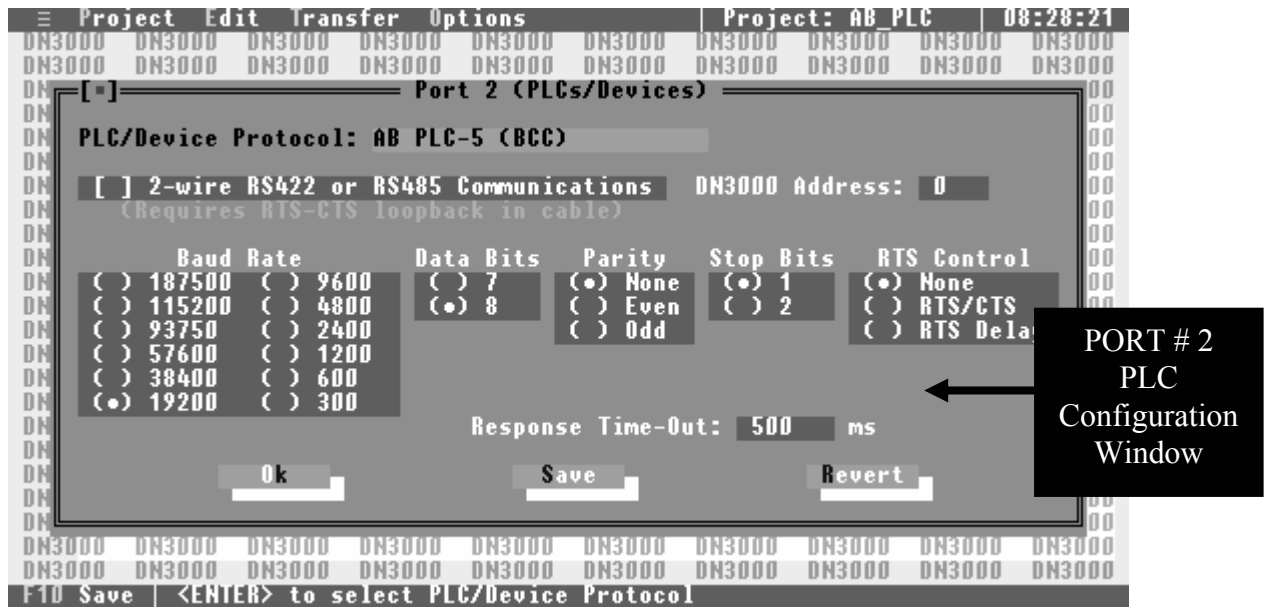 ≡ Project Edit Transfer Options | Project: AB_PLC | 08:28:21
DN3000 DN3000 DN3000 DN3000 DN3000 DN3000 DN3000 DN3000 DN3000 DN3000
DN3000 DN3000 DN3000 DN3000 DN3000 DN3000 DN3000 DN3000 DN3000 DN3000
[▪] Port 2 (PLCs/Devices)
PLC/Device Protocol: AB PLC-5 (BCC)
[ ] 2-wire RS422 or RS485 Communications DN3000 Address: 0
(Requires RTS-CTS loopback in cable)
Baud Rate Data Bits Parity Stop Bits RTS Control
( ) 187500 ( ) 9600 ( ) 7 (•) None (•) 1 (•) None
( ) 115200 ( ) 4800 (•) 8 ( ) Even ( ) 2 ( ) RTS/CTS
( ) 93750 ( ) 2400 ( ) Odd ( ) RTS Dela
( ) 57600 ( ) 1200
( ) 38400 ( ) 600
(•) 19200 ( ) 300
Response Time-Out: 500 ms
Ok Save Revert
PORT # 2
PLC
Configuration
Window
DN3000 DN3000 DN3000 DN3000 DN3000 DN3000 DN3000 DN3000 DN3000 DN3000
DN3000 DN3000 DN3000 DN3000 DN3000 DN3000 DN3000 DN3000 DN3000 DN3000
F10 Save | <ENTER> to select PLC/Device Protocol